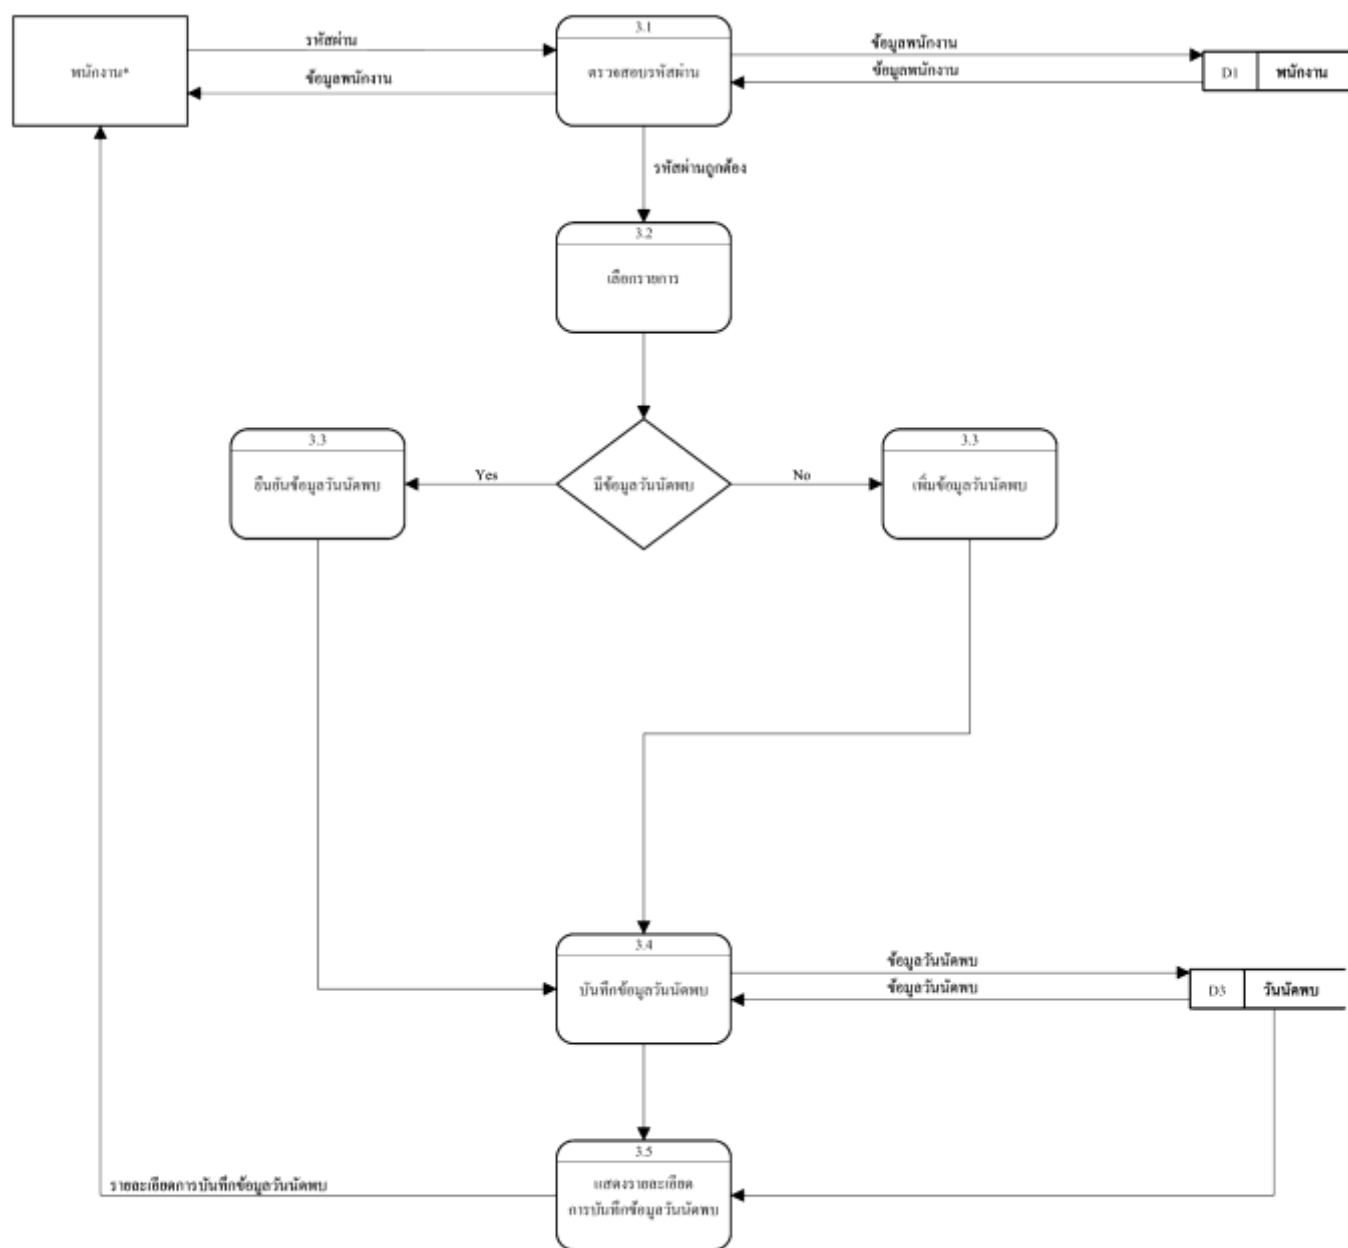 3.1
รหัสผ่าน
ข้อมูลพนักงาน
พนักงาน*
ตรวจสอบรหัสผ่าน
ข้อมูลพนักงาน
D1 พนักงาน
ข้อมูลพนักงาน
รหัสผ่านถูกต้อง
3.2
เลือกรายการ
3.3
3.3
Yes
No
ยืนยันข้อมูลวันนัดพบ
มีข้อมูลวันนัดพบ
เพิ่มข้อมูลวันนัดพบ
3.4
ข้อมูลวันนัดพบ
บันทึกข้อมูลวันนัดพบ
ข้อมูลวันนัดพบ
D3 วันนัดพบ
3.5
รายละเอียดการบันทึกข้อมูลวันนัดพบ
แสดงรายละเอียด
การบันทึกข้อมูลวันนัดพบ